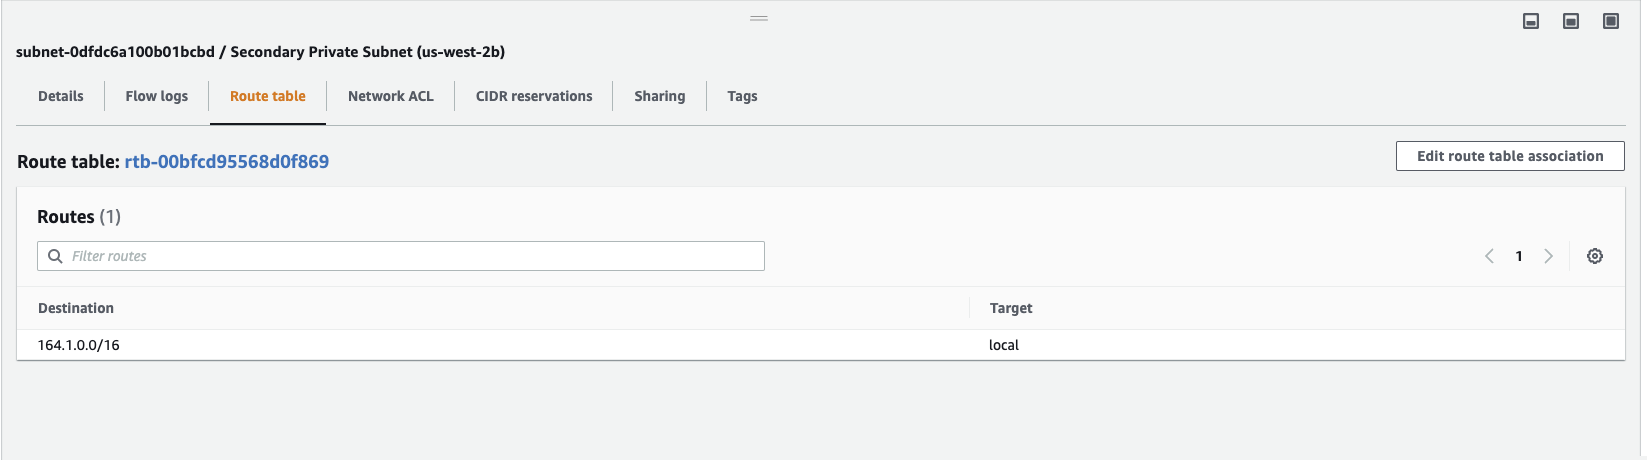 subnet-0dfdc6a100b01bcbd / Secondary Private Subnet (us-west-2b)
Details Flow logs Route table Network ACL CIDR reservations Sharing Tags
Route table: rtb-00bfcd95568d0f869 Edit route table association
Routes (1)
Filter routes 1
Destination Target
164.1.0.0/16 local